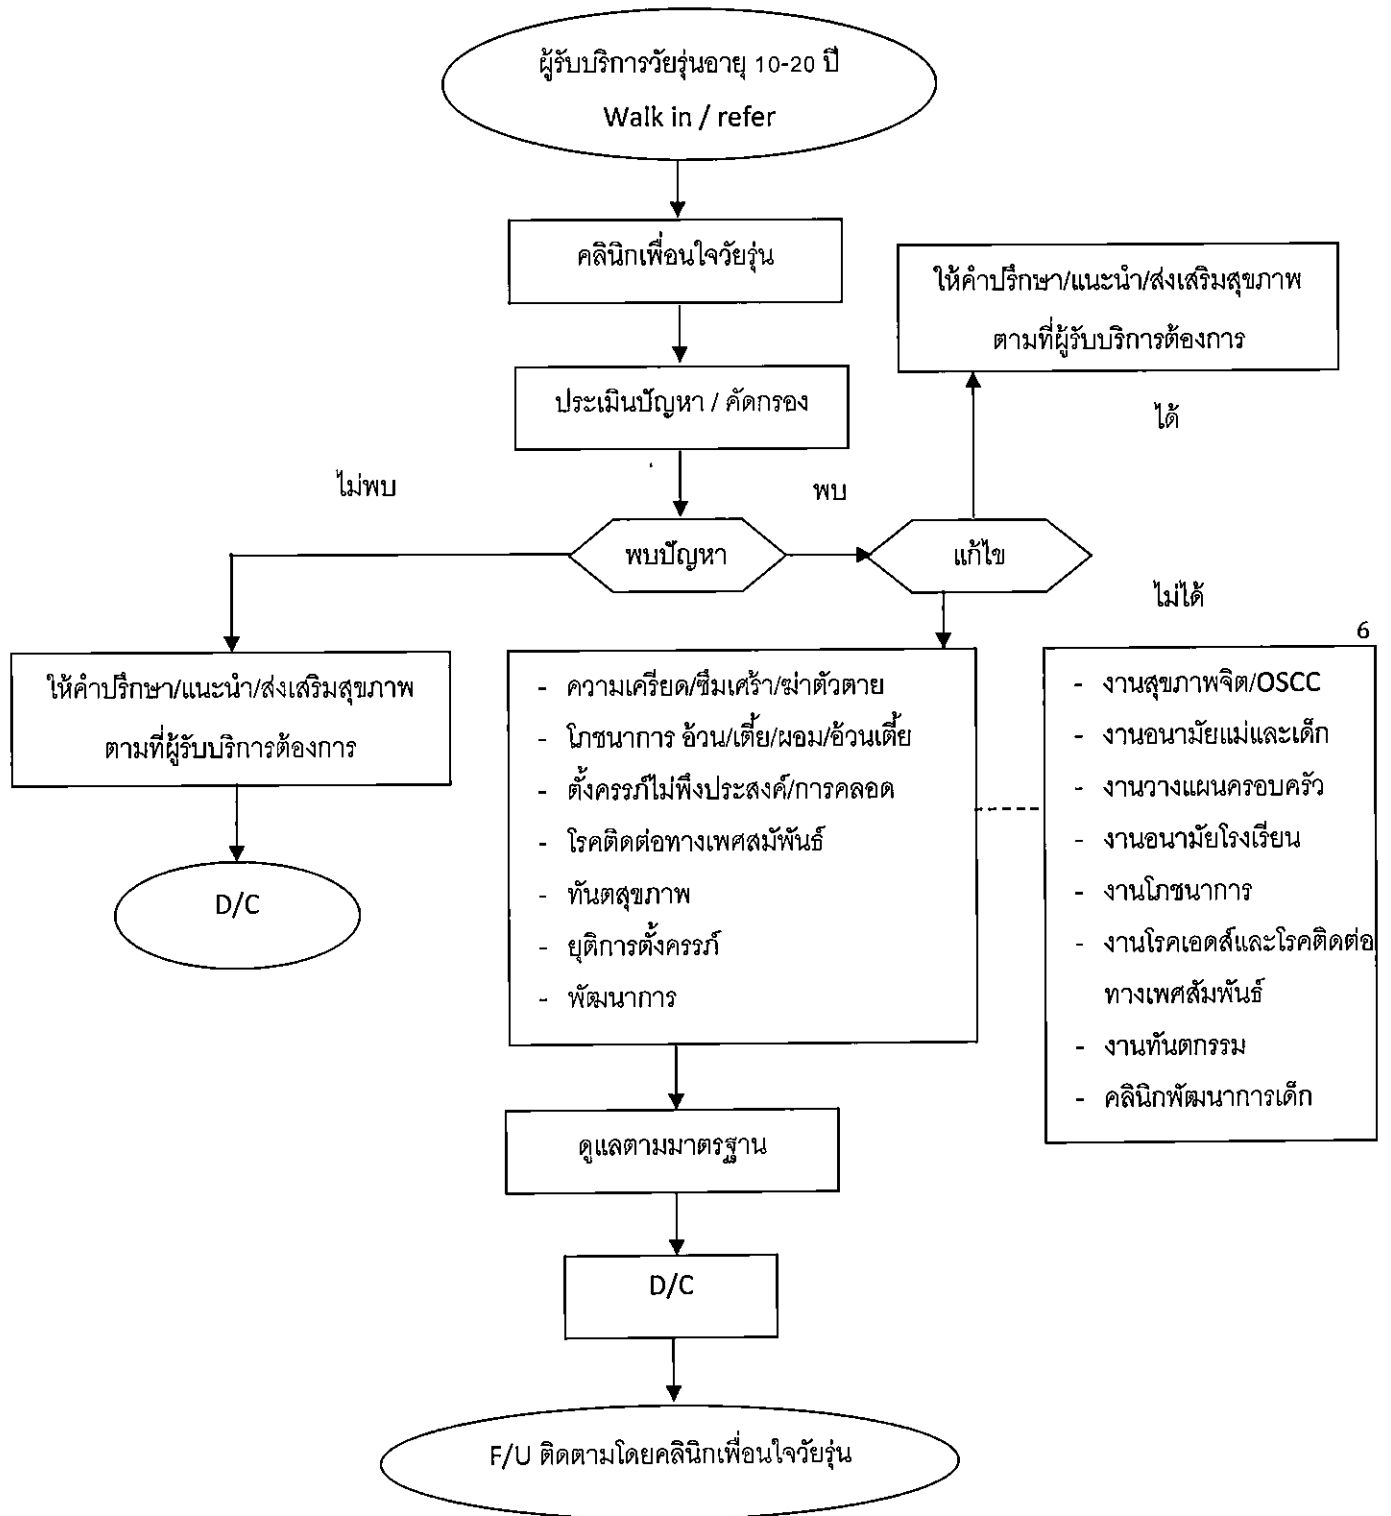 ผู้รับบริการวัยรุ่นอายุ 10-20 ปี
Walk in / refer
คลินิกเพื่อนใจวัยรุ่น
ให้คำปรึกษา/แนะนำ/ส่งเสริมสุขภาพ
ตามที่ผู้รับบริการต้องการ
ประเมินปัญหา / คัดกรอง
ได้
ไม่พบ
พบ
พบปัญหา
แก้ไข
ไม่ได้
6
ให้คำปรึกษา/แนะนำ/ส่งเสริมสุขภาพ
ตามที่ผู้รับบริการต้องการ
D/C
- ความเครียด/ซึมเศร้า/ฆ่าตัวตาย
- โภชนาการ อ้วน/เตี้ย/ผอม/อ้วนเตี้ย
- ตั้งครรภ์ไม่พึงประสงค์/การคลอด
- โรคติดต่อทางเพศสมัพันธ์
- ทันตสุขภาพ
- ยุติการตั้งครรภ์
- พัฒนาการ
- งานสุขภาพจิต/OSCC
- งานอนามัยแม่และเด็ก
- งานวางแผนครอบครัว
- งานอนามัยโรงเรียน
- งานโภชนาการ
- งานโรคเอดส์และโรคติดต่อ
ทางเพศสัมพันธ์
- งานทันตกรรม
- คลินิกพัฒนาการเด็ก
ดูแลตามมาตรฐาน
D/C
F/U ติดตามโดยคลินิกเพื่อนใจวัยรุ่น